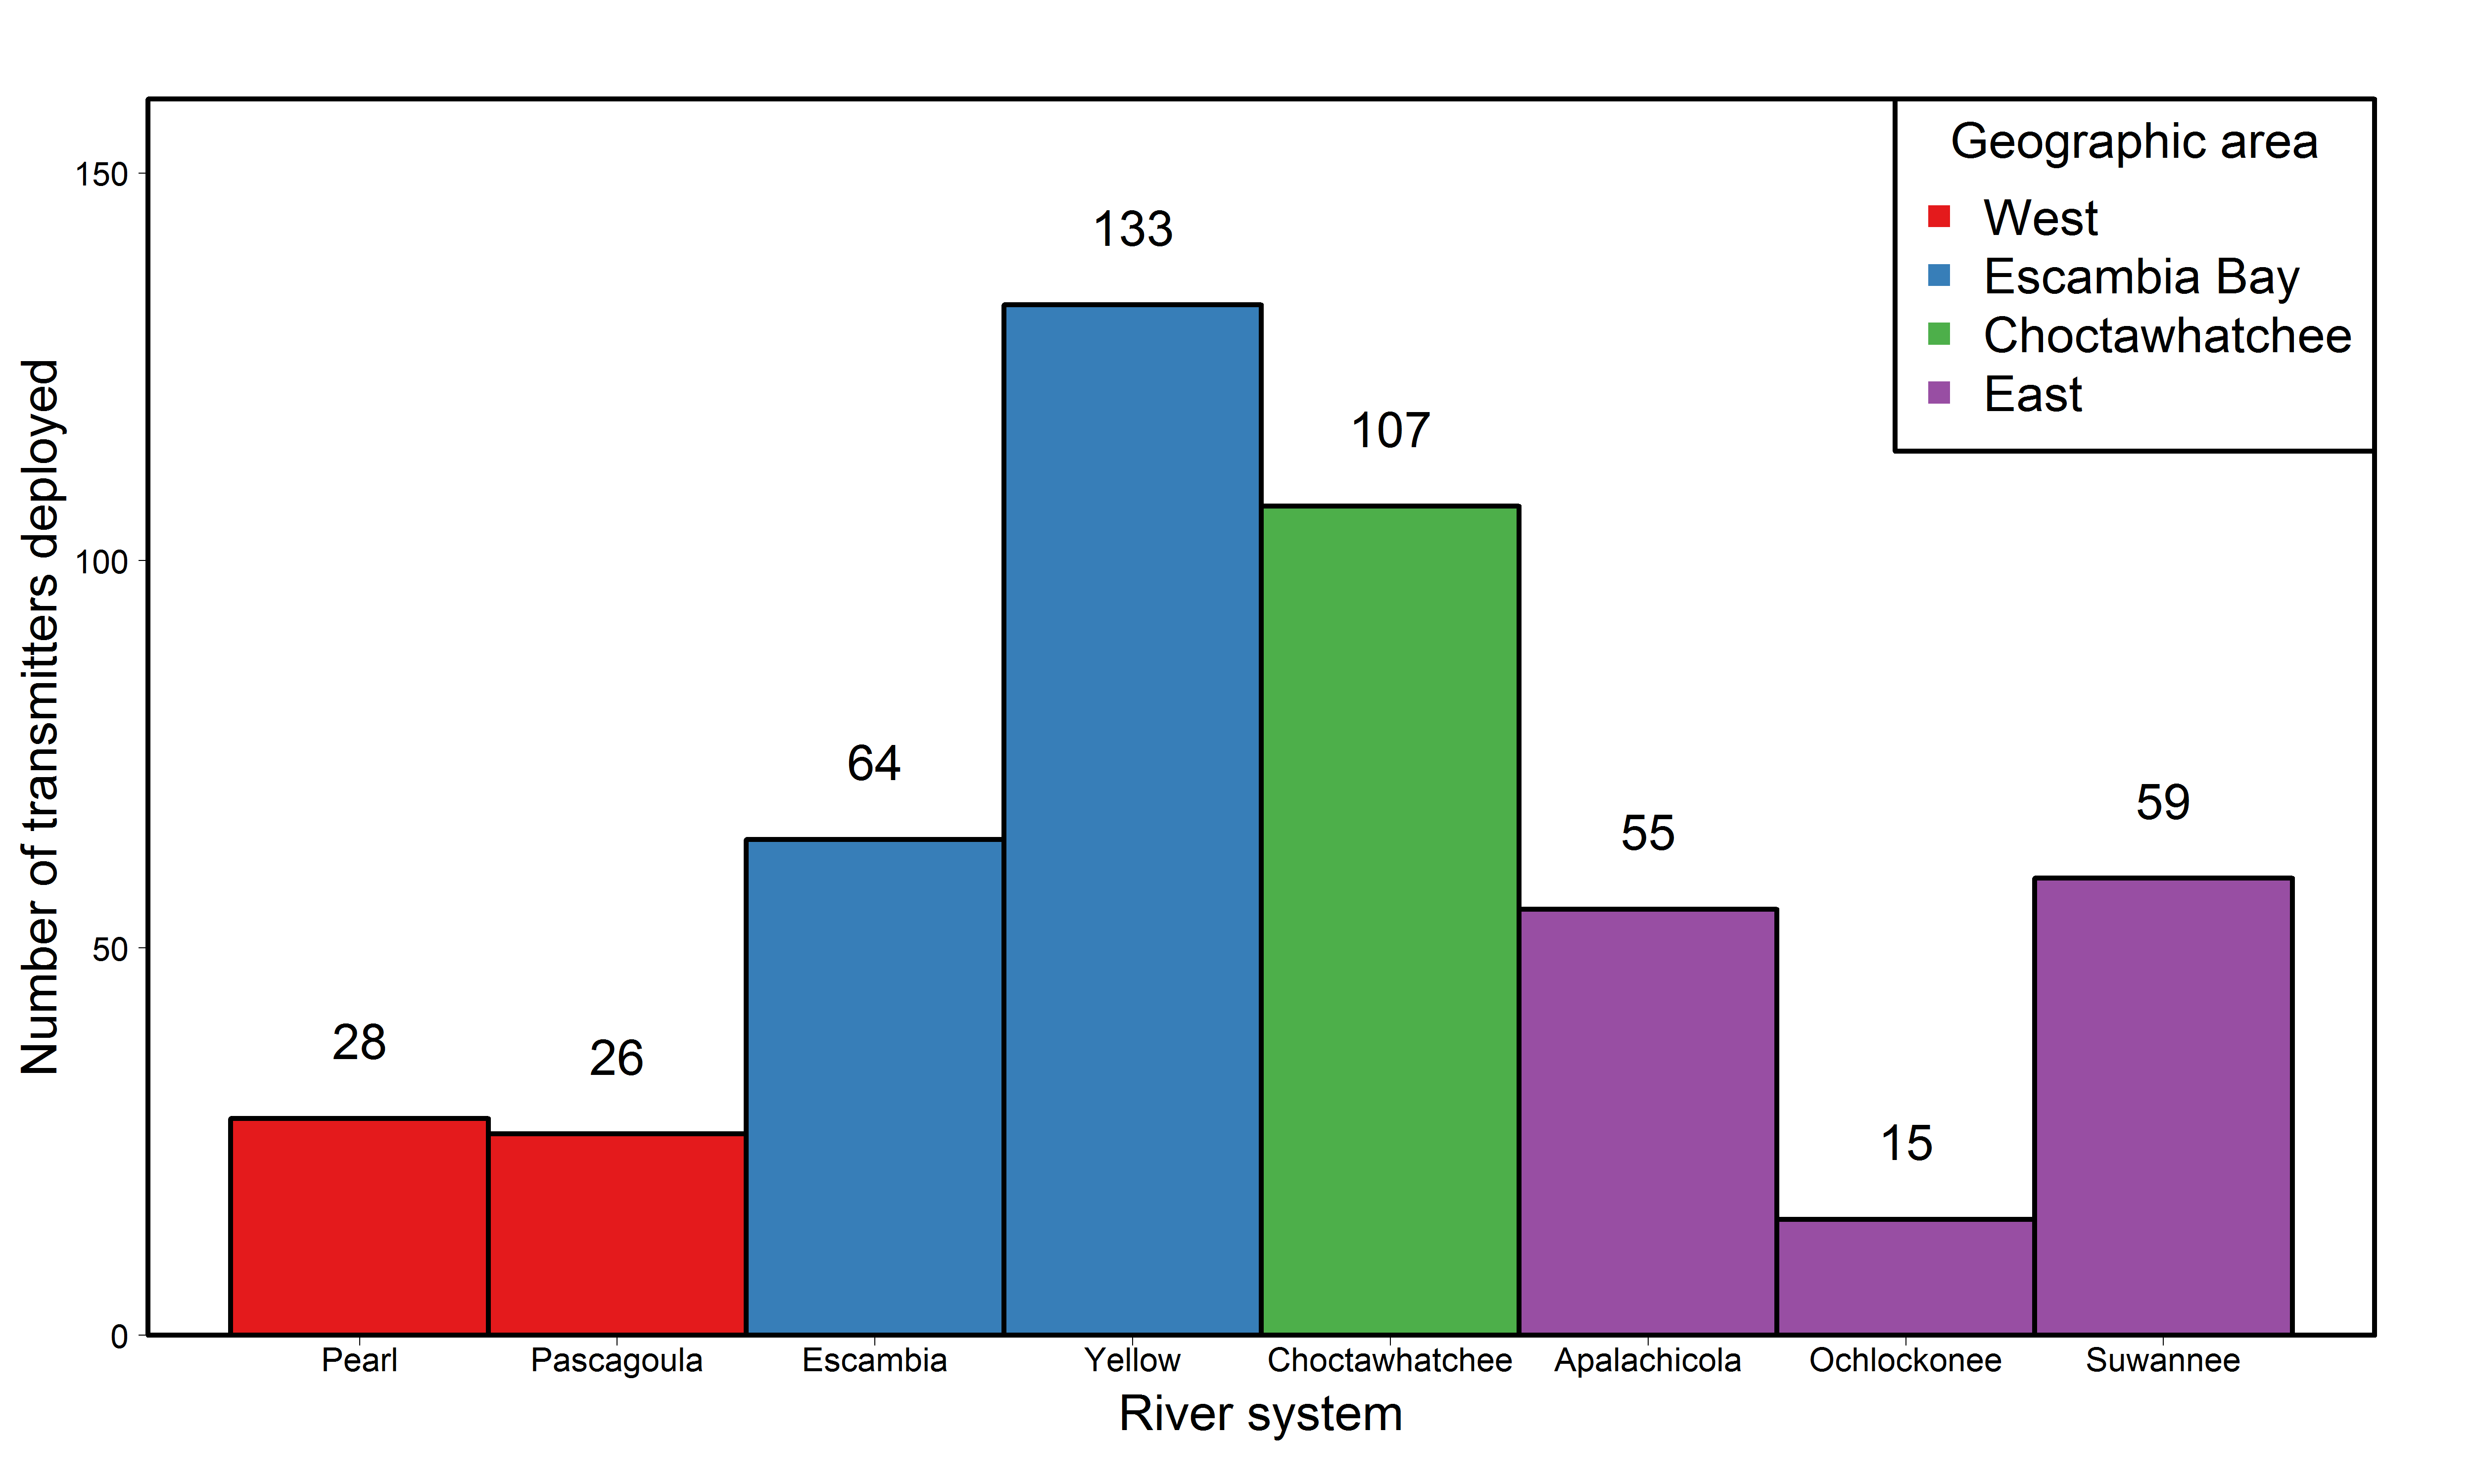 Geographic area
West
Escambia Bay
Choctawhatchee
East
Number of transmitters deployed
150
100
50
0
28
26
64
133
107
55
15
59
Pearl
Pascagoula
Escambia
Yellow
Choctawhatchee
Apalachicola
Ochlockonee
Suwannee
River system